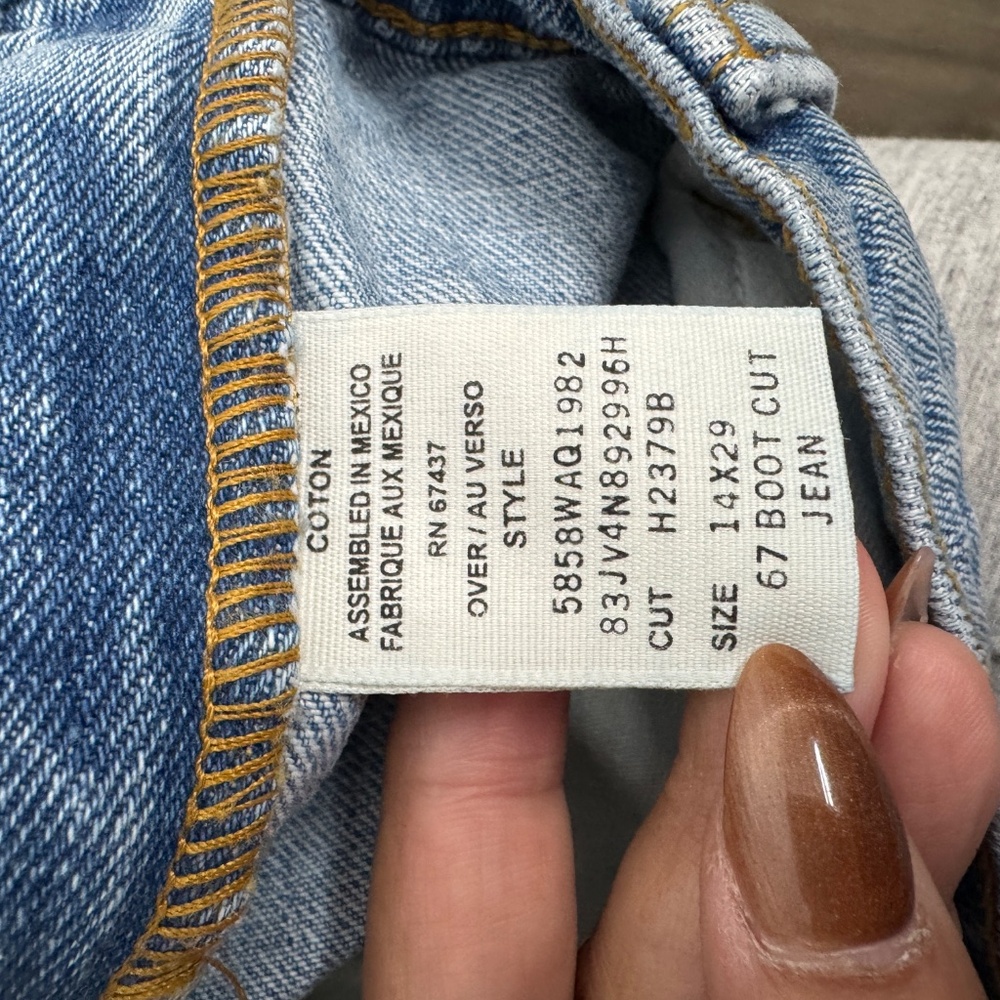 COTON
ASSEMBLED IN MEXICO
FABRIQUE AUX MEXIQUE
RN 67437
OVER / AU VERSO
STYLE
5858WAQ1982
83JV4N892996H
CUT H2379B
SIZE 14X29
67 BOOT CUT
JEAN